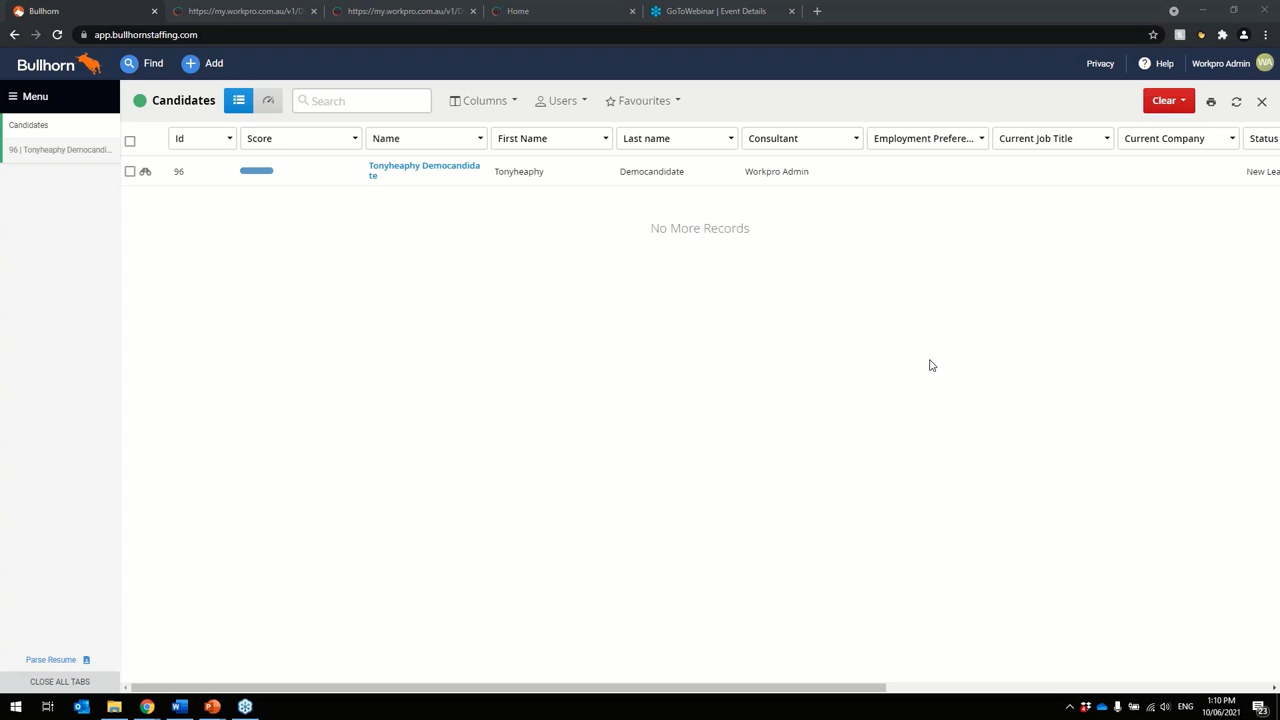 Bullhorn
https://my.workpro.com.au/v1/D
https://my.workpro.com.au/v1/D
Home
GoToWebinar | Event Details
app.bullhornstaffing.com
Bullhorn
Find
Add
Privacy
Help
Workpro Admin
WA
Menu
Candidates
Search
Columns
Users
Favourites
Clear
Candidates
96 | Tonyheaphy Democandi...
Id
Score
Name
First Name
Last name
Consultant
Employment Prefere...
Current Job Title
Current Company
Status
96
Tonyheaphy Democandida
te
Tonyheaphy
Democandidate
Workpro Admin
New Lea
No More Records
Parse Resume
CLOSE ALL TABS
ENG
1:10 PM
10/06/2021
23